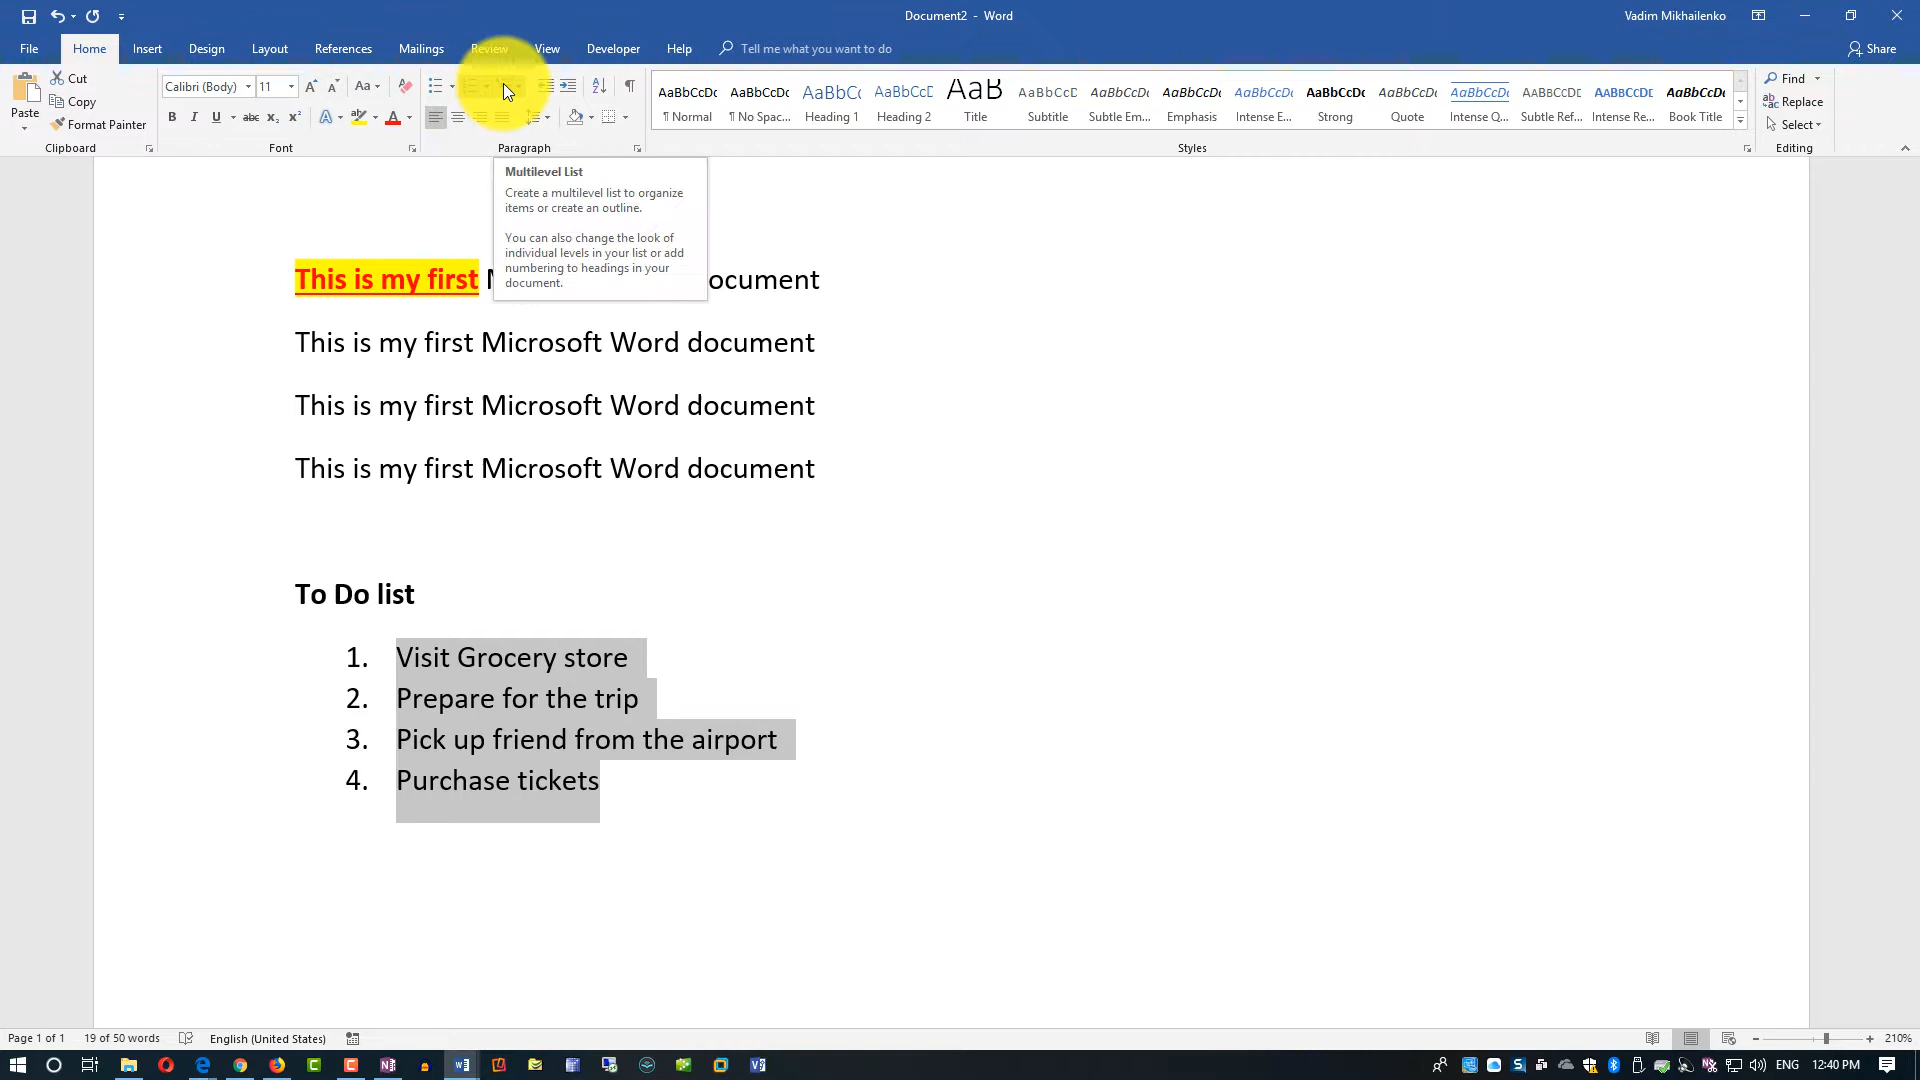 Document2 - Word
Vadim Mikhailenko
File Home Insert Design Layout References Mailings Review View Developer Help Tell me what you want to do Share
Paste
Cut
Copy
Format Painter
Clipboard
Calibri (Body) 11
Font
Paragraph
AaBbCcDc AaBbCcDc AaBbC( AaBbCcD AaB AaBbCcD AaBbCcDc AaBbCcDc AaBbCcDc AaBbCcDc AaBbCcDc AaBbCcDc AABBCCDE AABBCCDE AaBbCcDc
¶ Normal ¶ No Spac... Heading 1 Heading 2 Title Subtitle Subtle Em... Emphasis Intense E... Strong Quote Intense Q... Subtle Ref... Intense Re... Book Title
Styles
Find
Replace
Select
Editing
Multilevel List
Create a multilevel list to organize
items or create an outline.
You can also change the look of
individual levels in your list or add
numbering to headings in your
document.
This is my first M ocument
This is my first Microsoft Word document
This is my first Microsoft Word document
This is my first Microsoft Word document
To Do list
1. Visit Grocery store
2. Prepare for the trip
3. Pick up friend from the airport
4. Purchase tickets
Page 1 of 1 19 of 50 words English (United States) 210%
ENG 12:40 PM